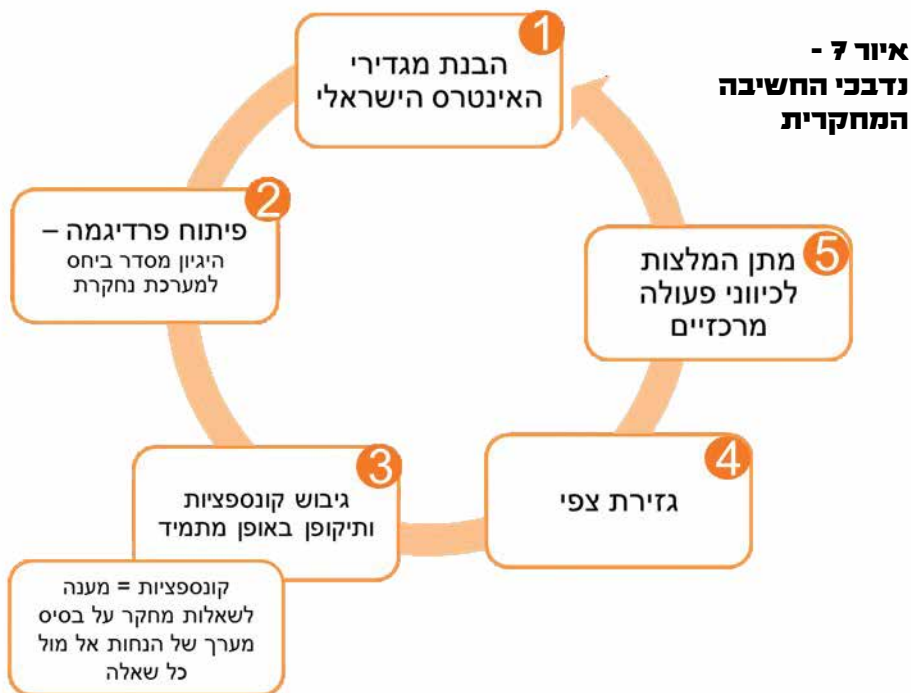 איור 7 -
נדבכי החשיבה
המחקרית
1
הבנת מגדירי
האינטרס הישראלי
2
פיתוח פרדיגמה –
היגיון מסדר ביחס
למערכת נחקרת
3
גיבוש קונספציות
ותיקופן באופן מתמיד
קונספציות = מענה
לשאלות מחקר על בסיס
מערך של הנחות אל מול
כל שאלה
4
גזירת צפי
5
מתן המלצות
לכיווני פעולה
מרכזיים